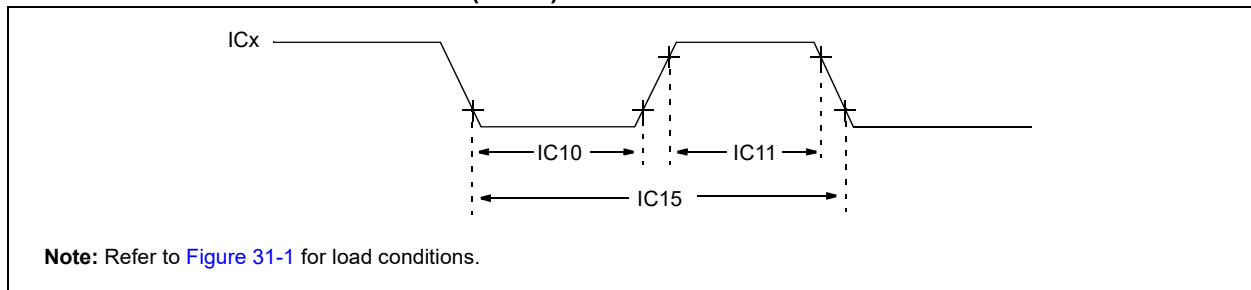 ICx
IC10
IC11
IC15
Note: Refer to Figure 31-1 for load conditions.